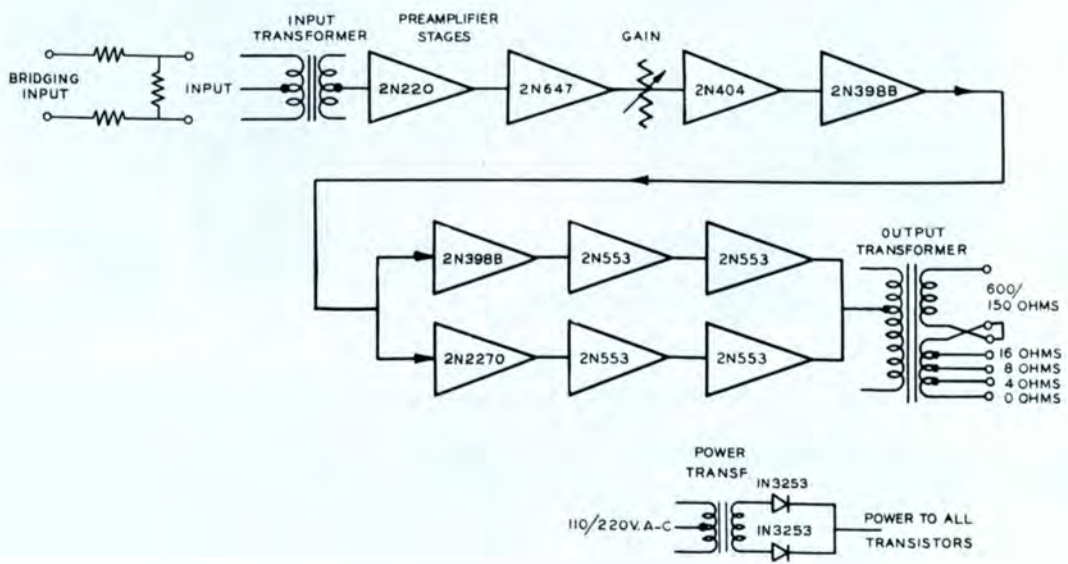 INPUT
TRANSFORMER
PREAMPLIFIER
STAGES
GAIN
BRIDGING
INPUT
INPUT
2N220
2N647
2N404
2N398B
2N398B
2N553
2N553
OUTPUT
TRANSFORMER
600/
150 OHMS
2N2270
2N553
2N553
16 OHMS
8 OHMS
4 OHMS
0 OHMS
POWER
TRANSF.
IN3253
110/220V. A-C
IN3253
POWER TO ALL
TRANSISTORS